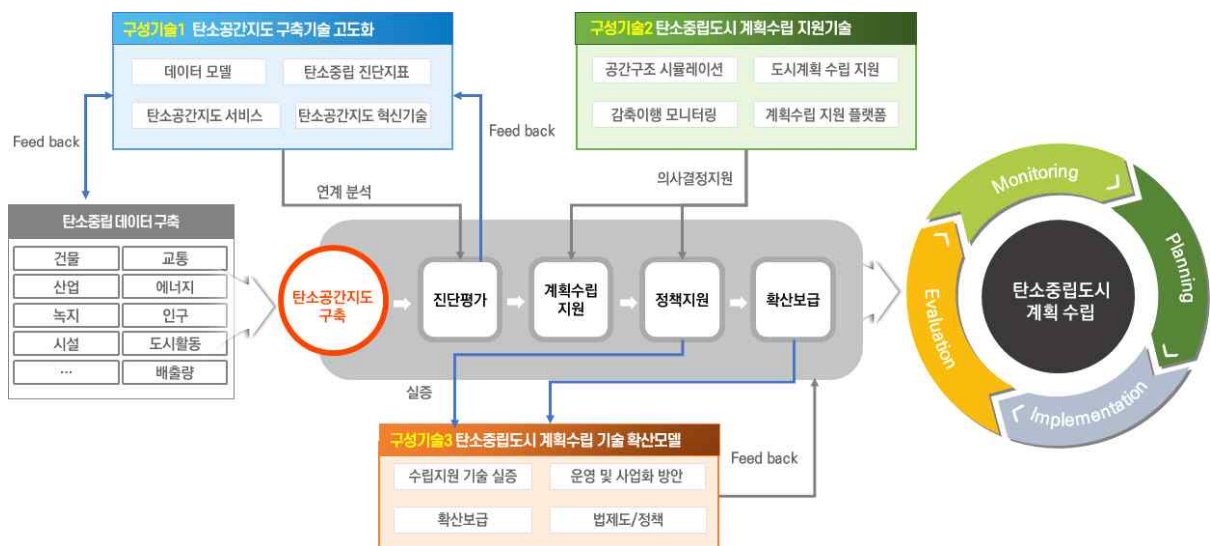 구성기술1 탄소공간지도 구축기술 고도화
데이터 모델
탄소중립 진단지표
탄소공간지도 서비스
탄소공간지도 혁신기술
구성기술2 탄소중립도시 계획수립 지원기술
공간구조 시뮬레이션
도시계획 수립 지원
감축이행 모니터링
계획수립 지원 플랫폼
Feed back
Feed back
연계 분석
의사결정지원
탄소중립 데이터 구축
건물
교통
산업
에너지
녹지
인구
시설
도시활동
...
배출량
탄소공간지도
구축
진단평가
계획수립
지원
정책지원
확산보급
Monitoring
Planning
Implementation
Evaluation
탄소중립도시
계획 수립
실증
Feed back
구성기술3 탄소중립도시 계획수립 기술 확산모델
수립지원 기술 실증
운영 및 사업화 방안
확산보급
법제도/정책